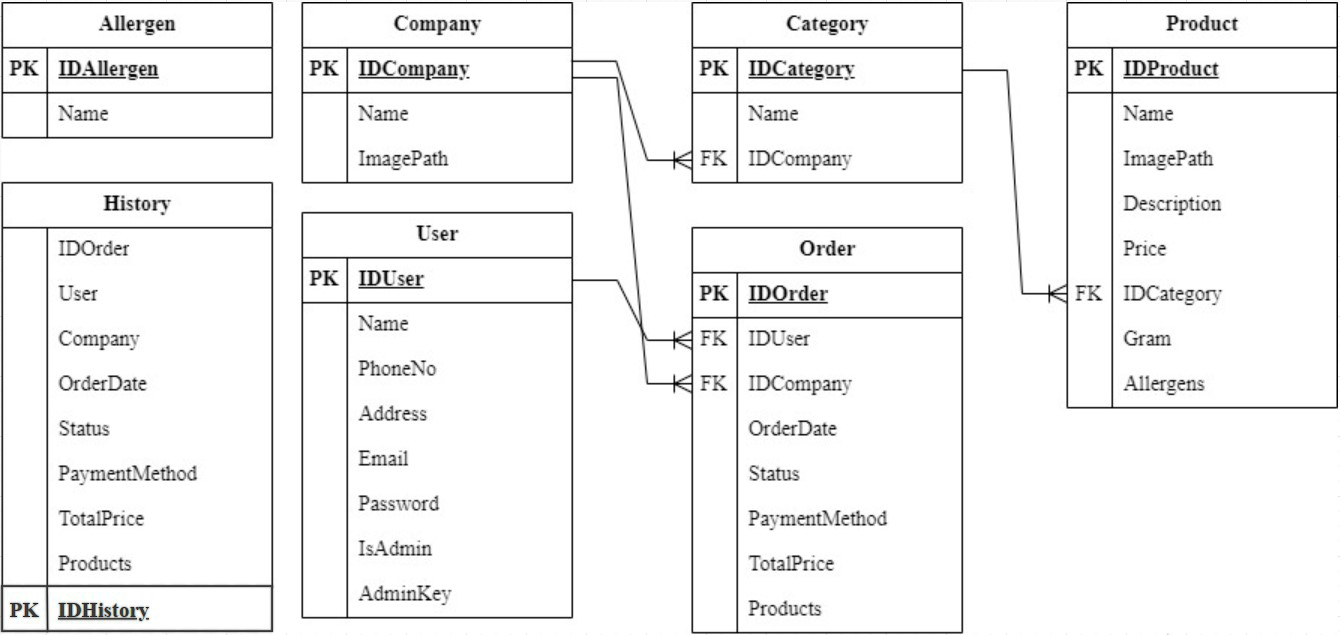 Allergen
PK IDAllergen
Name
History
IDOrder
User
Company
OrderDate
Status
PaymentMethod
TotalPrice
Products
PK IDHistory
Company
PK IDCompany
Name
ImagePath
User
PK IDUser
Name
PhoneNo
Address
Email
Password
IsAdmin
AdminKey
Category
PK IDCategory
Name
FK IDCompany
Order
PK IDOrder
FK IDUser
FK IDCompany
OrderDate
Status
PaymentMethod
TotalPrice
Products
Product
PK IDProduct
Name
ImagePath
Description
Price
FK IDCategory
Gram
Allergens